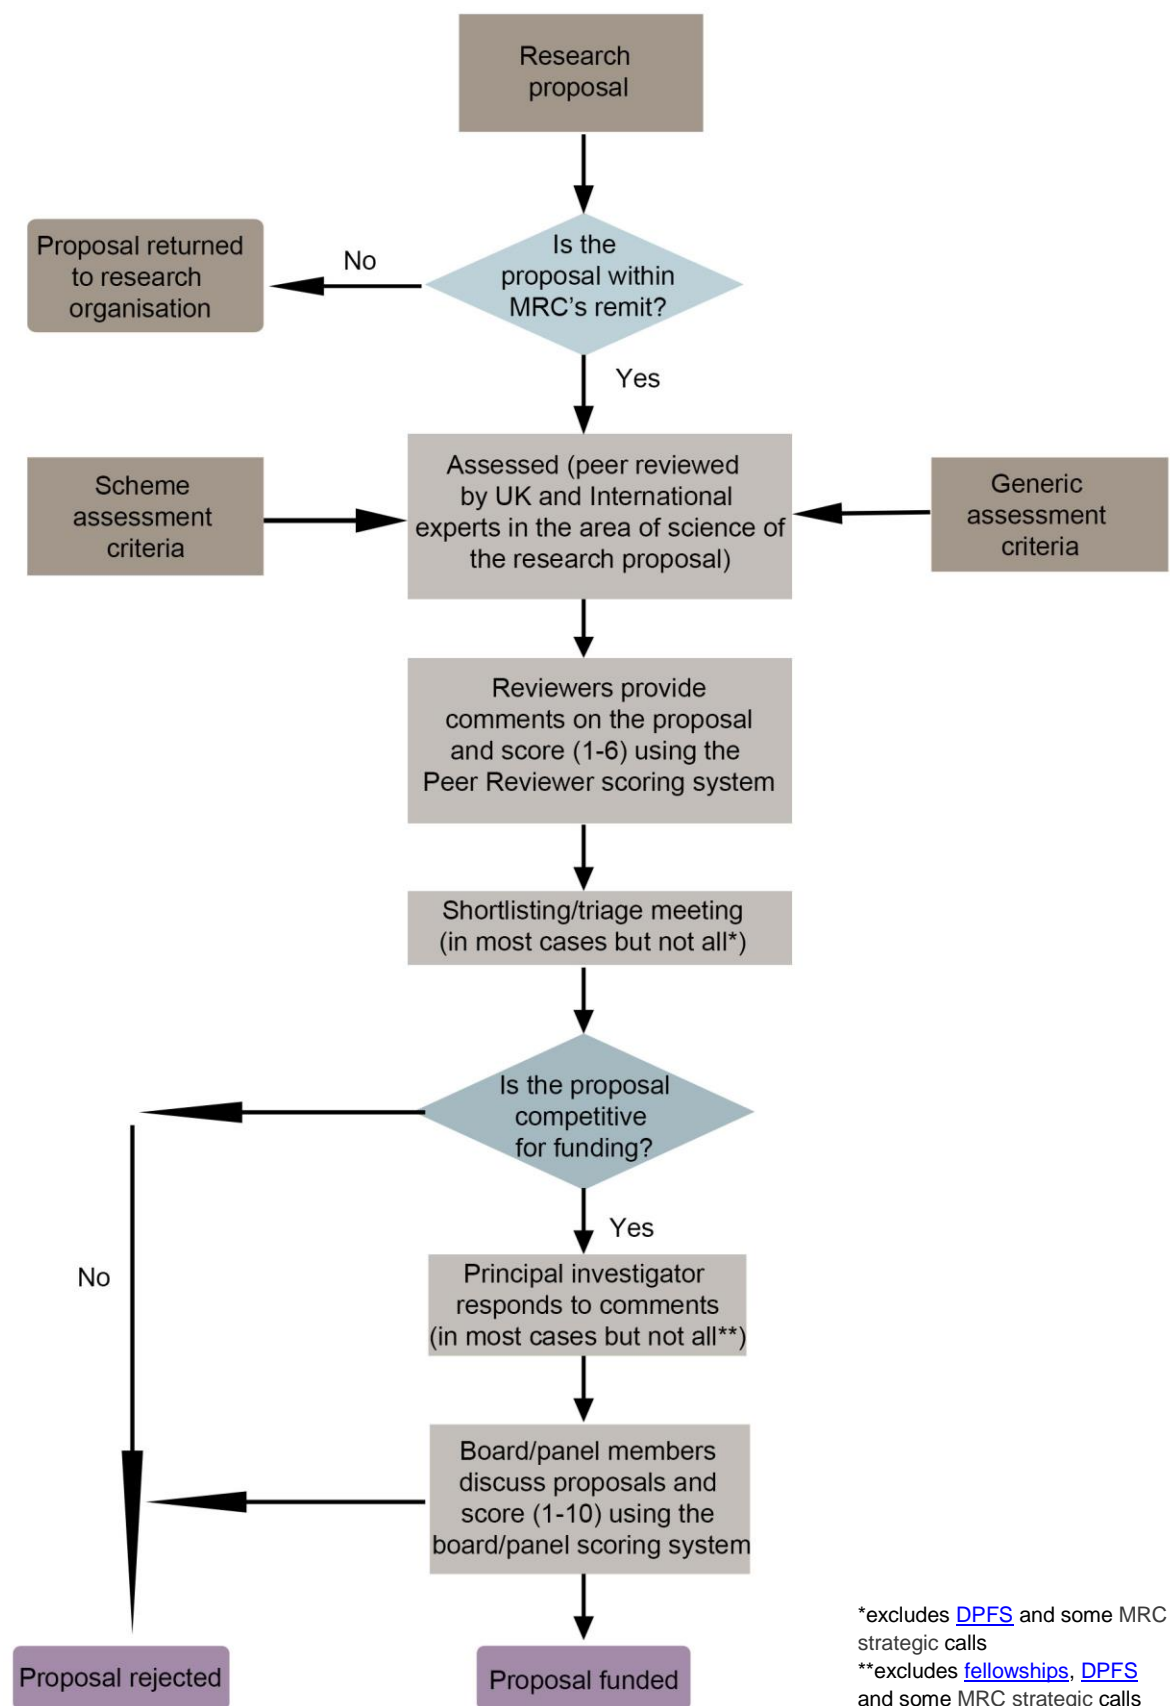 Research
proposal
Is the
proposal within
MRC's remit?
No
Proposal returned
to research
organisation
Yes
Scheme
assessment
criteria
Assessed (peer reviewed
by UK and International
experts in the area of science of
the research proposal)
Generic
assessment
criteria
Reviewers provide
comments on the proposal
and score (1-6) using the
Peer Reviewer scoring system
Shortlisting/triage meeting
(in most cases but not all*)
Is the proposal
competitive
for funding?
Yes
No
Principal investigator
responds to comments
(in most cases but not all**)
Board/panel members
discuss proposals and
score (1-10) using the
board/panel scoring system
Proposal rejected
Proposal funded
*excludes DPFS and some MRC
strategic calls
**excludes fellowships, DPFS
and some MRC strategic calls